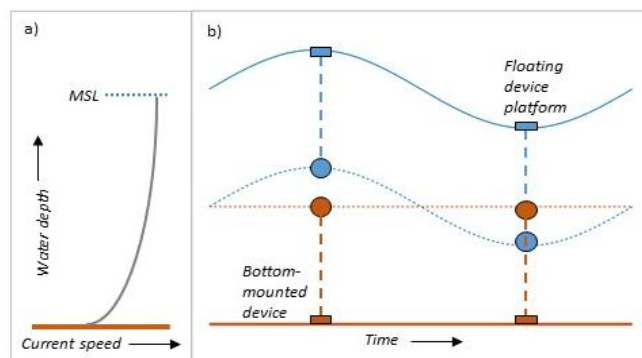 a)
MSL
Water depth
Current speed
b)
Floating
device
platform
Bottom-
mounted
device
Time